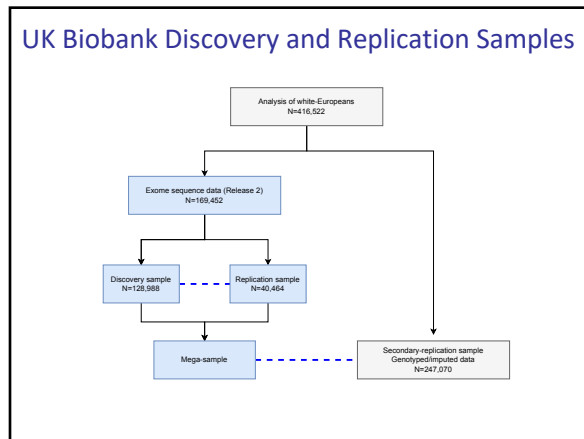 UK Biobank Discovery and Replication Samples
Analysis of white-Europeans
N=416,522
Exome sequence data (Release 2)
N=169,452
Discovery sample
N=128,988
Replication sample
N=40,464
Mega-sample
Secondary-replication sample
Genotyped/imputed data
N=247,070